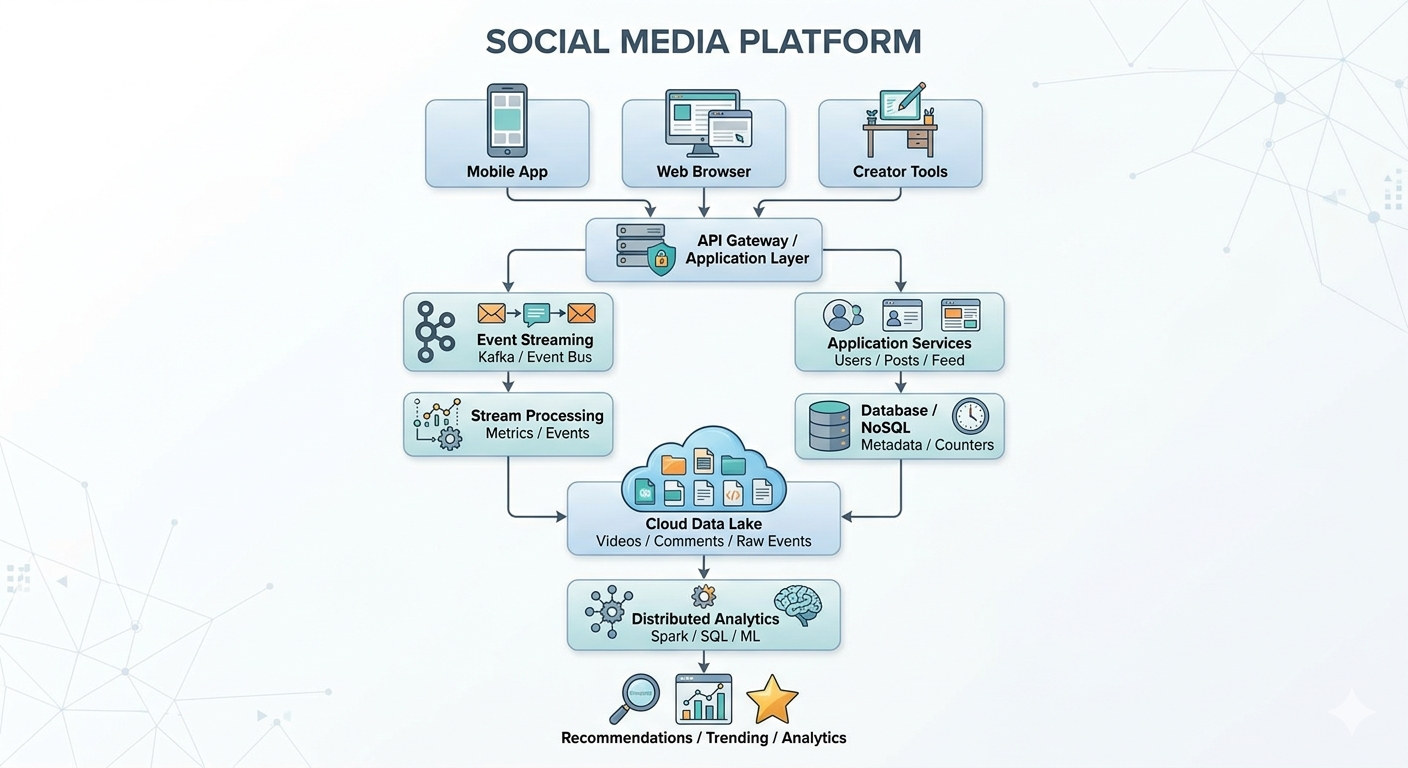 SOCIAL MEDIA PLATFORM
Mobile App
Web Browser
Creator Tools
API Gateway /
Application Layer
Event Streaming
Kafka / Event Bus
Application Services
Users / Posts / Feed
Stream Processing
Metrics / Events
Database /
NoSQL
Metadata / Counters
Cloud Data Lake
Videos / Comments / Raw Events
Distributed Analytics
Spark / SQL / ML
Recommendations / Trending / Analytics